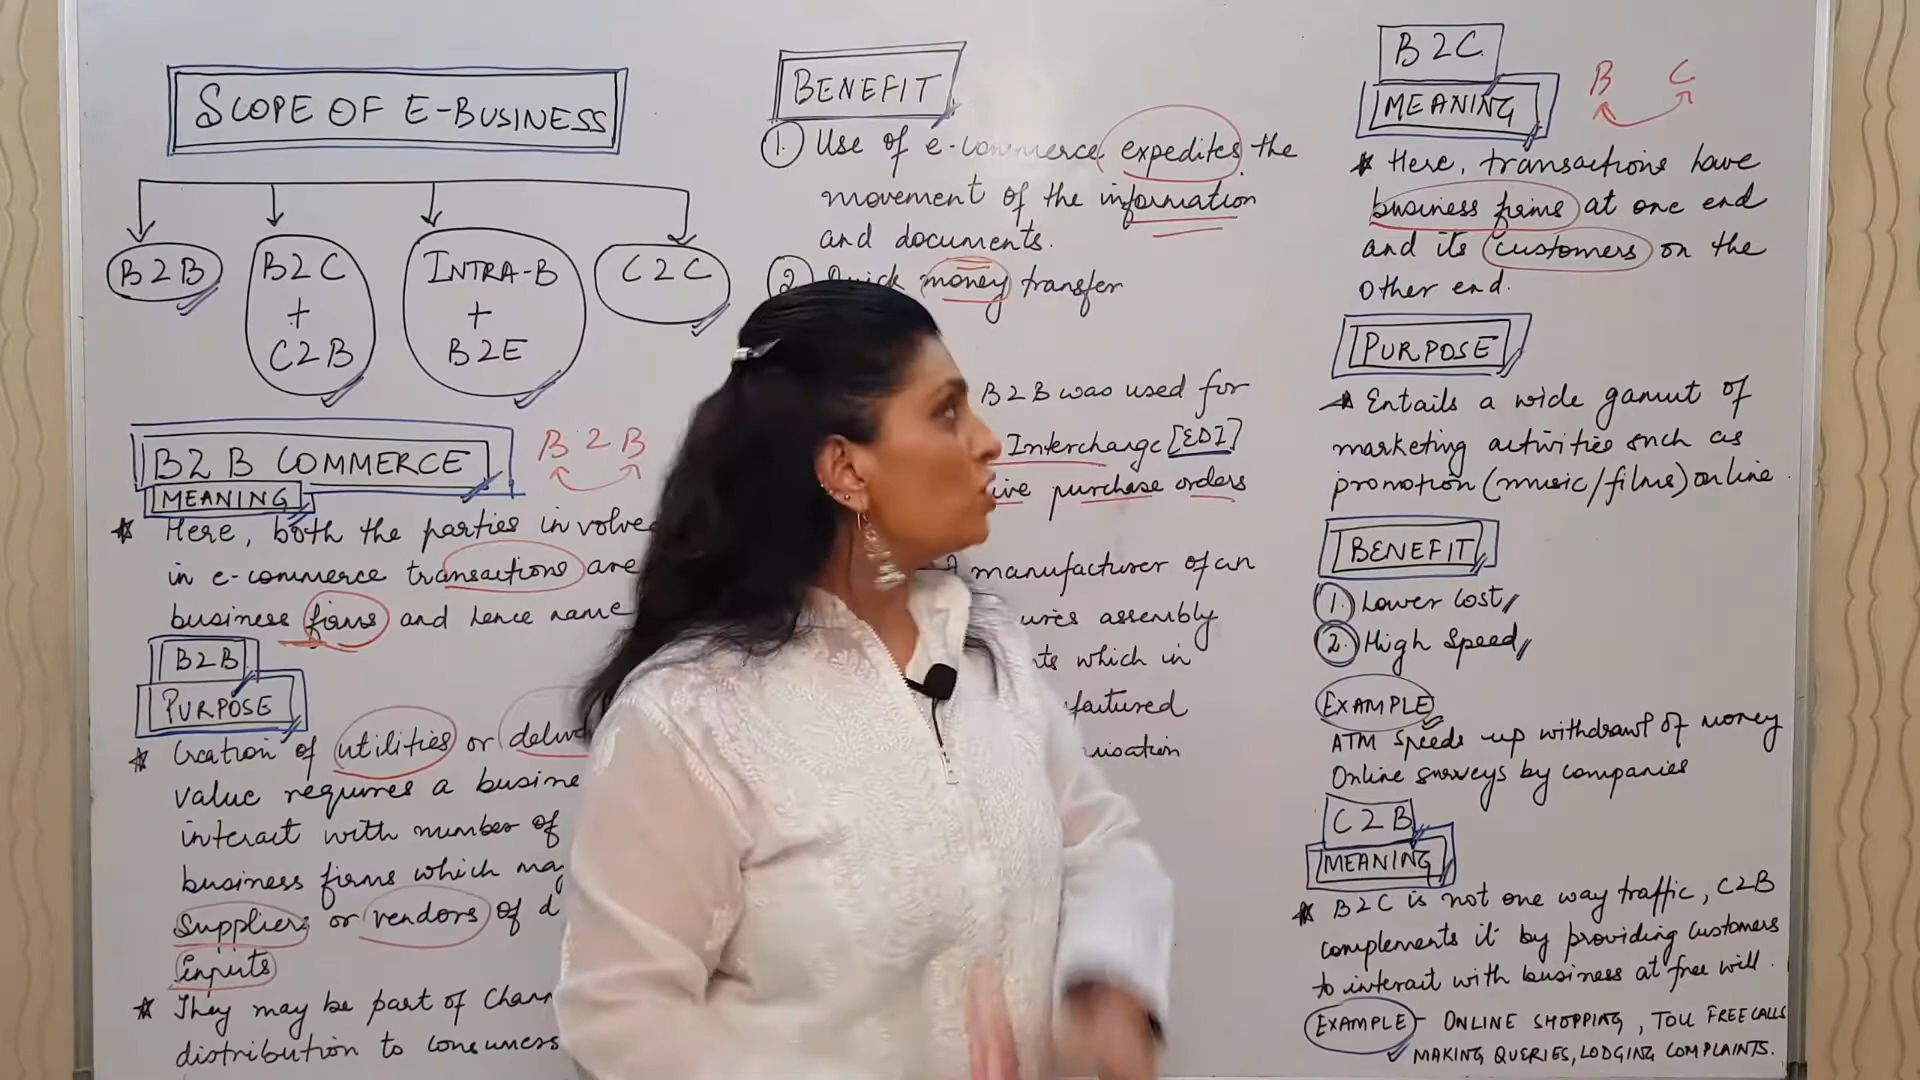 SCOPE OF E-BUSINESS
B2B
B2C
+
C2B
INTRA-B
+
B2E
C2C
B2B COMMERCE
B 2 B
MEANING
Here, both the parties involved
in e-commerce transactions are
business firms and hence name
B2B
PURPOSE
Creation of utilities or
value requires a
interact with number of
business firms which
Suppliers or vendors of
inputs
They may be part of
distribution to consumers
BENEFIT
1. Use of e-commerce expedites the
movement of the information
and documents.
2. Quick money transfer
B2B was used for
Interchange [EDI]
purchase orders
A manufacturer of an
assembly
which in
B2C
MEANING
B C
Here, transactions have
business firms at one end
and its customers on the
other end.
PURPOSE
Entails a wide gamut of
marketing activities such as
promotion (music/films) online.
BENEFIT
1. Lower Cost
2. High Speed
EXAMPLE
ATM speeds up withdrawl of money
Online surveys by companies
C2B
MEANING
B2C is not one way traffic, C2B
complements it by providing customers
to interact with business at free will.
EXAMPLE - ONLINE SHOPPING, TOLL FREE CALLS
MAKING QUERIES, LODGING COMPLAINTS.